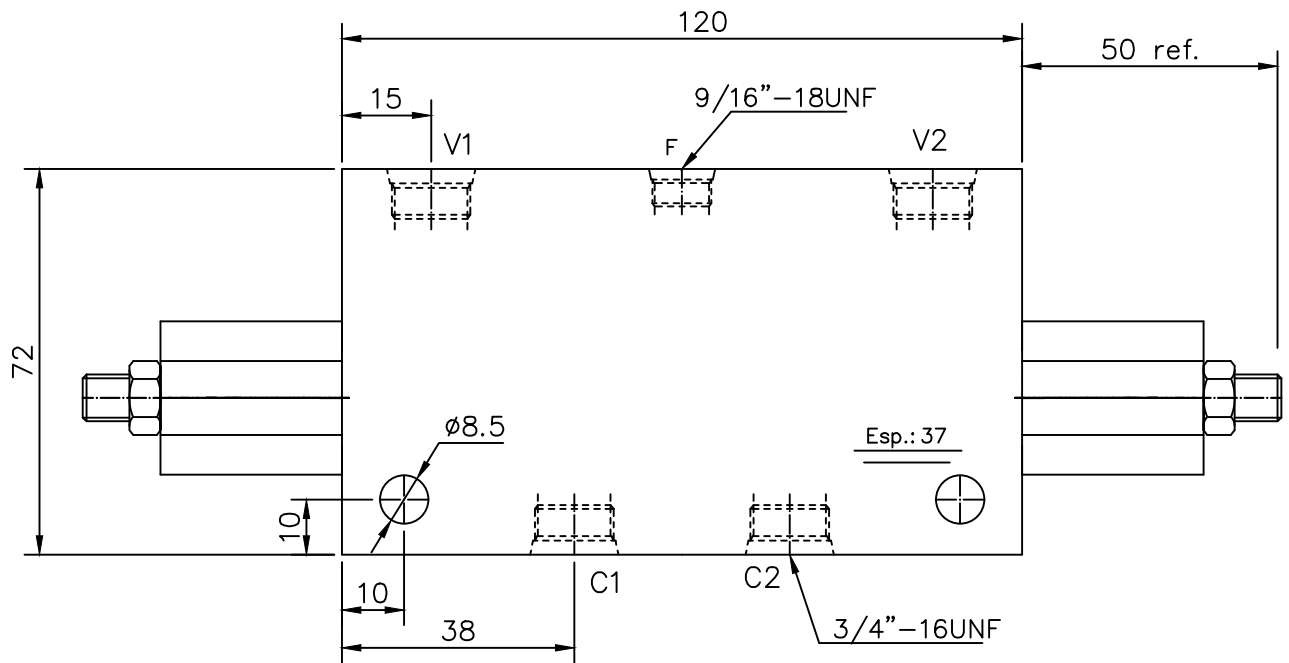 120
50 ref.
15
9/16”-18UNF
V1
F
V2
72
Ø8.5
Esp.: 37
10
10
C1
C2
38
3/4”-16UNF